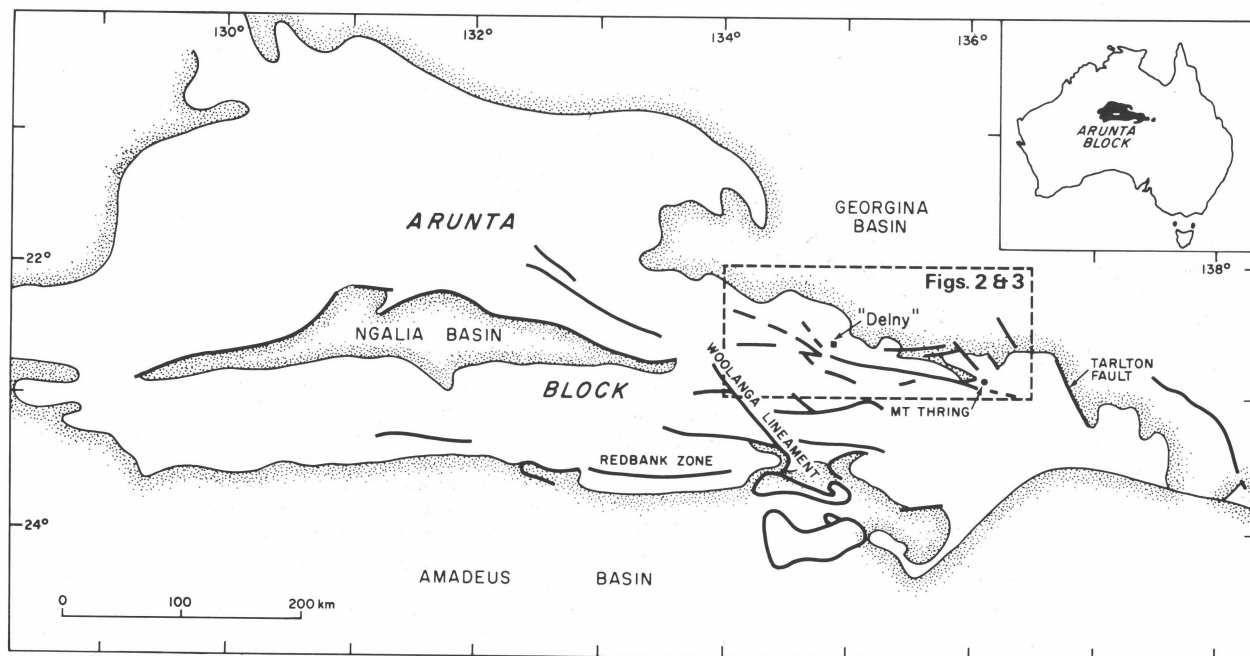 130°
132°
134°
136°
ARUNTA
BLOCK
GEORGINA
BASIN
138°
ARUNTA
22°
Figs. 2 & 3
"Delny"
NGALIA BASIN
WOOLANGA LINEAMENT
TARLTON
FAULT
BLOCK
MT THRING
REDBANK ZONE
24°
AMADEUS BASIN
0 100 200 km